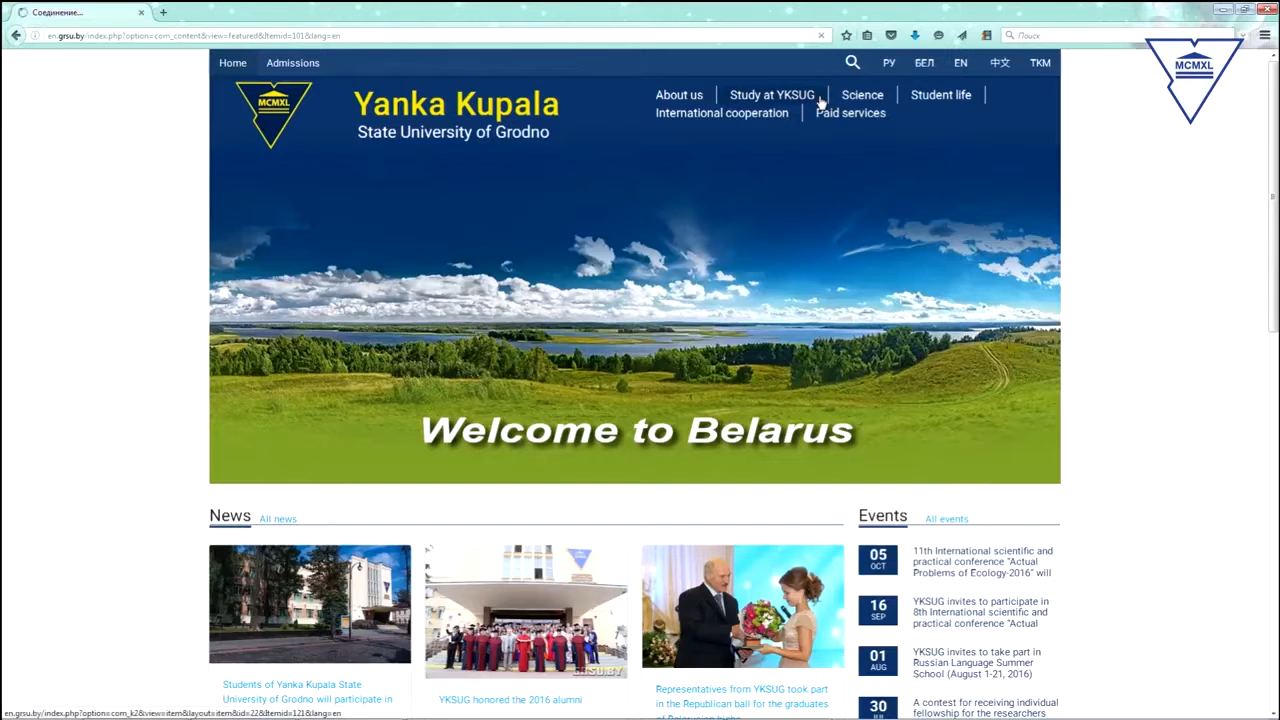 Соединение...
en.grsu.by/index.php?option=com_content&view=featured&Itemid=101&lang=en
Поиск
Home
Admissions
РУ
БЕЛ
EN
中文
TKM
MCMXL
MCMXL
Yanka Kupala
State University of Grodno
About us
Study at YKSUG
Science
Student life
International cooperation
Paid services
Welcome to Belarus
News
All news
Events
All events
05
OCT
11th International scientific and
practical conference "Actual
Problems of Ecology-2016" will
16
SEP
YKSUG invites to participate in
8th International scientific and
practical conference "Actual
01
AUG
YKSUG invites to take part in
Russian Language Summer
School (August 1-21, 2016)
30
A contest for receiving individual
fellowship for the researchers
GRSU.BY
Students of Yanka Kupala State
University of Grodno will participate in
YKSUG honored the 2016 alumni
Representatives from YKSUG took part
in the Republican ball for the graduates
en.grsu.by/index.php?option=com_k2&view=item&layout=item&id=22&Itemid=121&lang=en